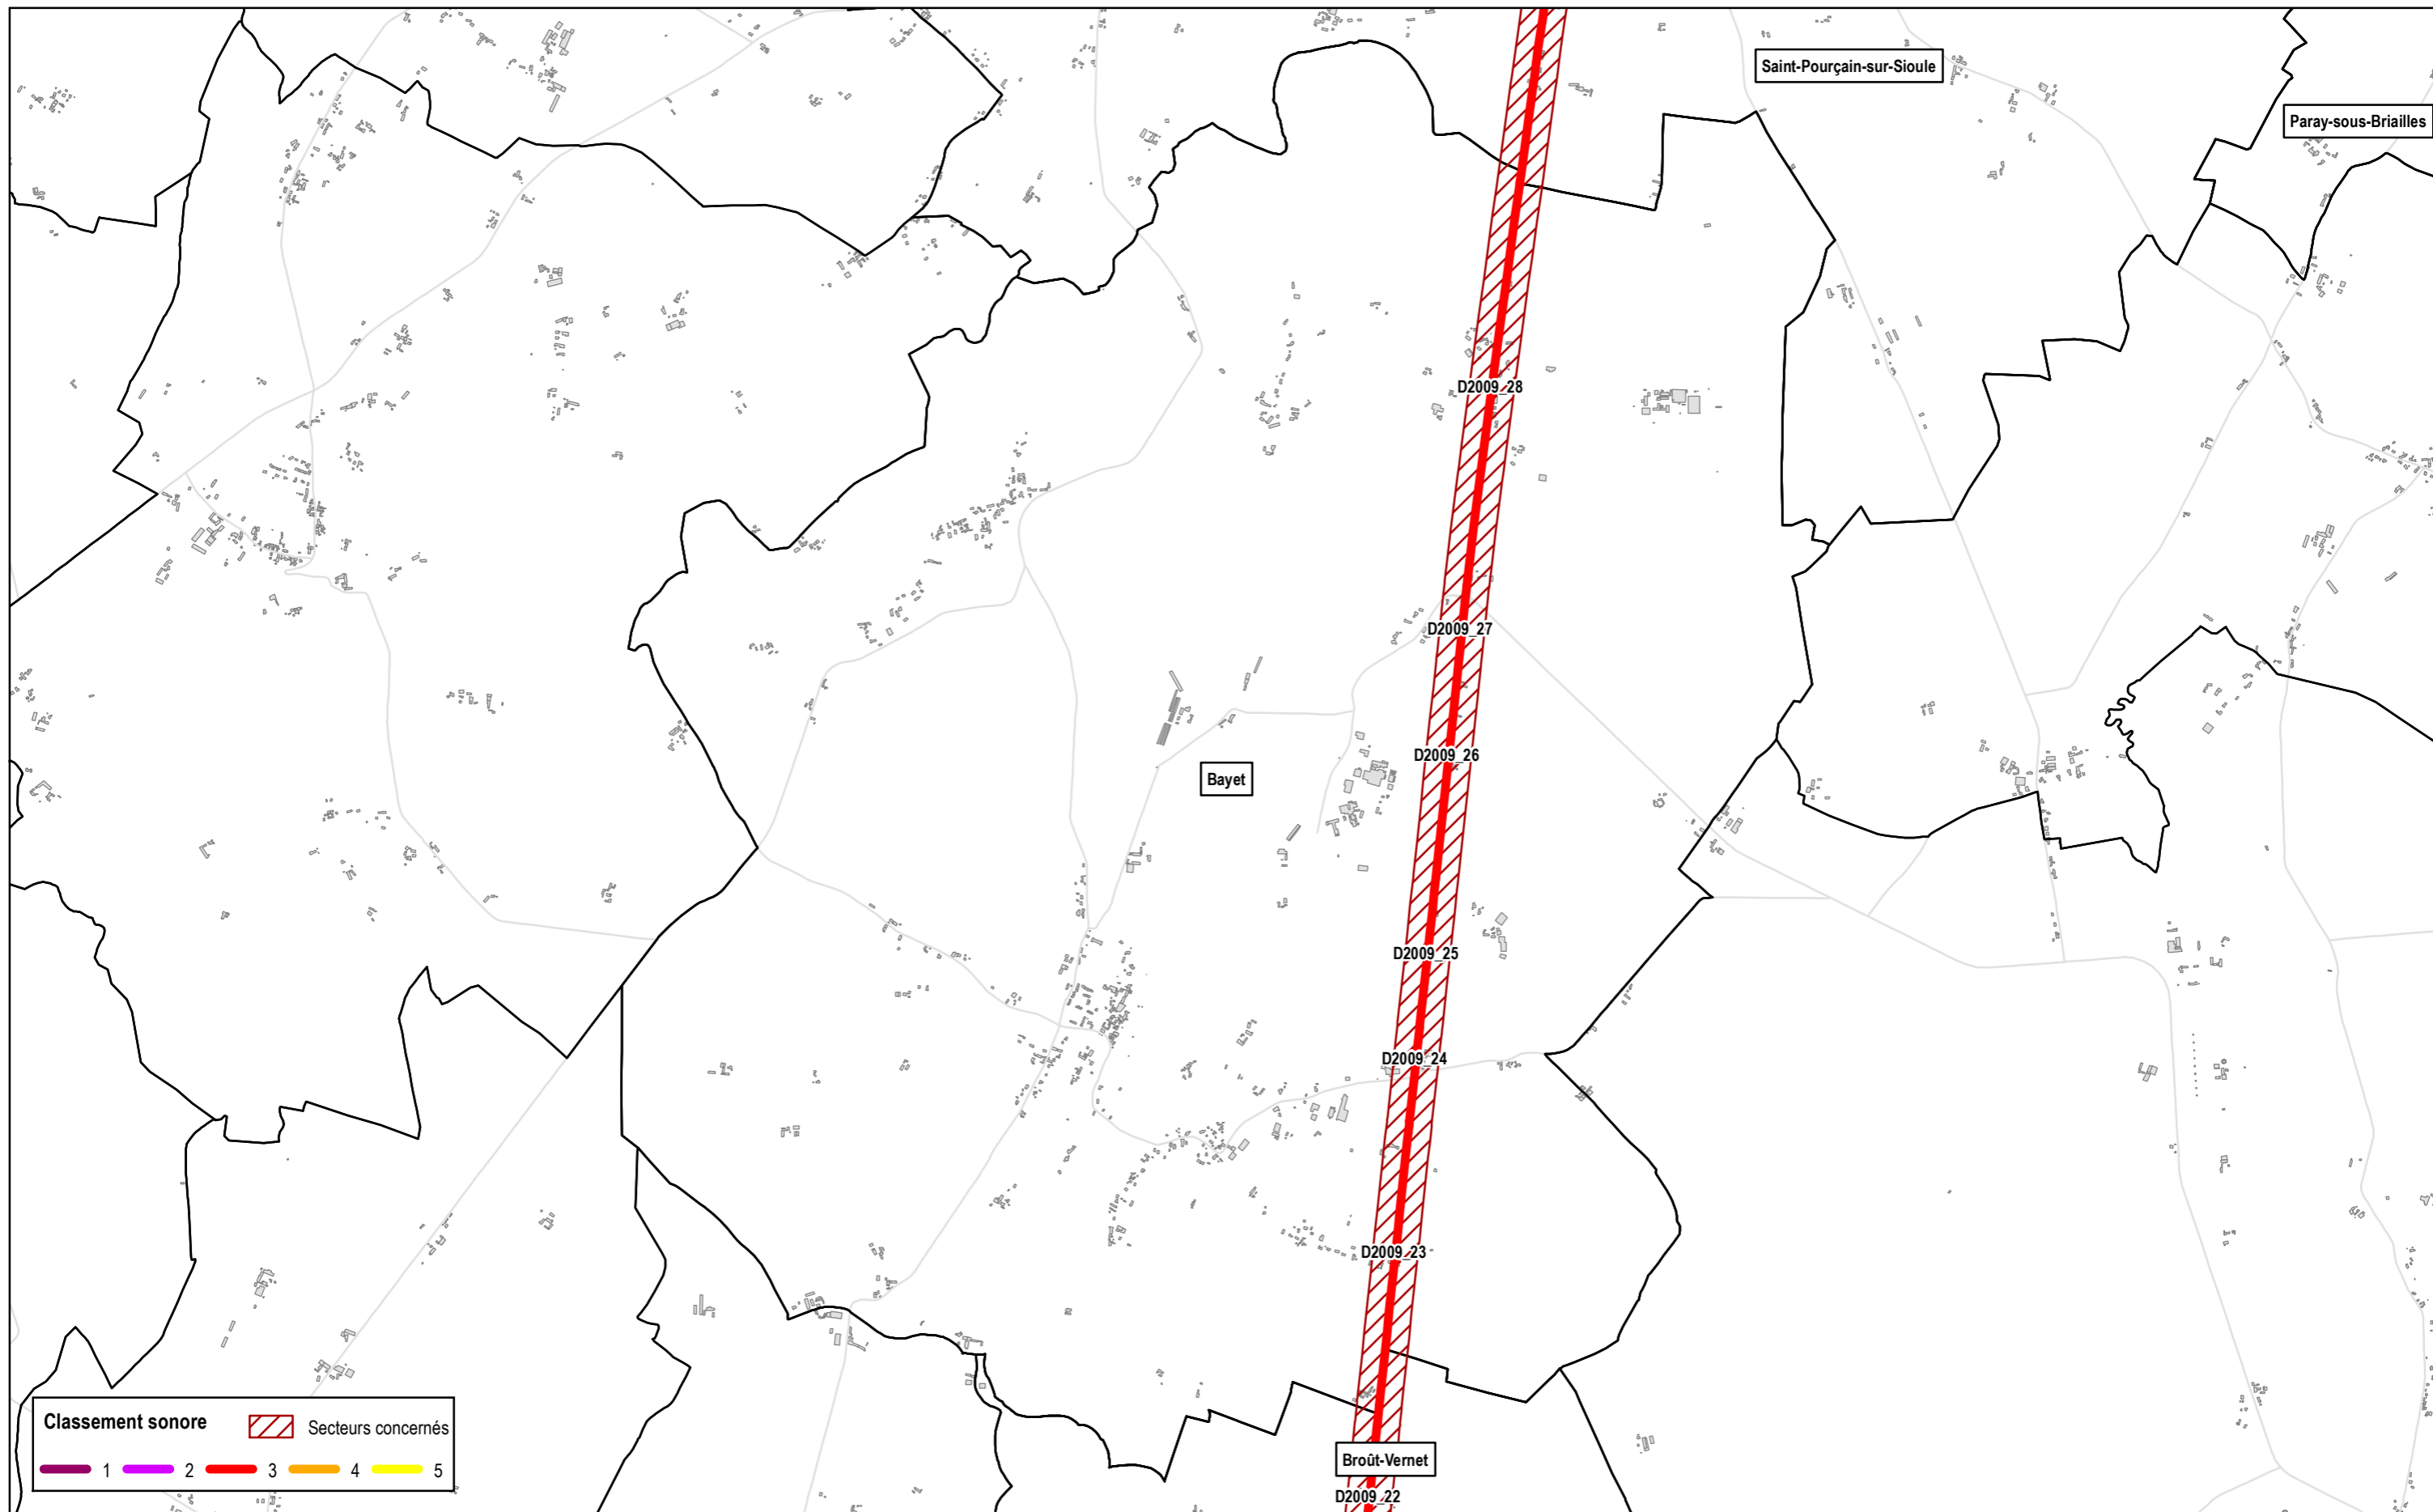 Saint-Pourçain-sur-Sioule
Paray-sous-Briailles
D2009_28
D2009_27
D2009_26
Bayet
D2009_25
D2009_24
D2009_23
Classement sonore
Secteurs concernés
1 2 3 4 5
Broût-Vernet
D2009_22